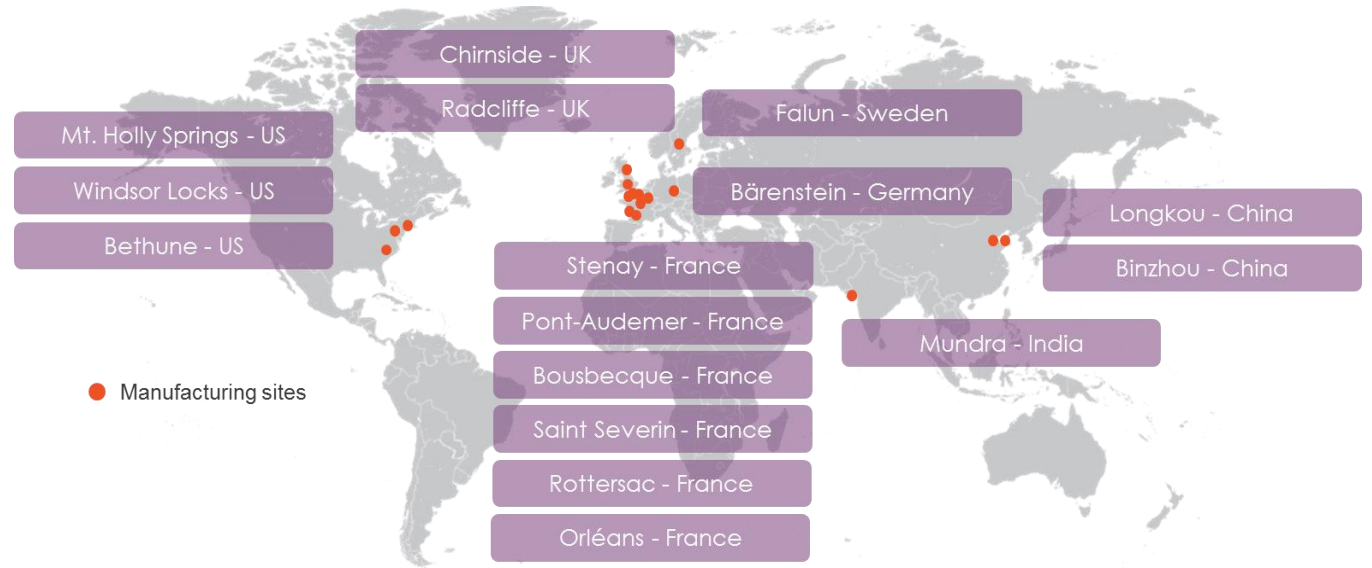 Chirnside - UK
Radcliffe - UK
Falun - Sweden
Mt. Holly Springs - US
Windsor Locks - US
Bethune - US
Bärenstein - Germany
Longkou - China
Binzhou - China
Stenay - France
Pont-Audemer - France
Bousbecque - France
Saint Severin - France
Rottersac - France
Orléans - France
Mundra - India
Manufacturing sites